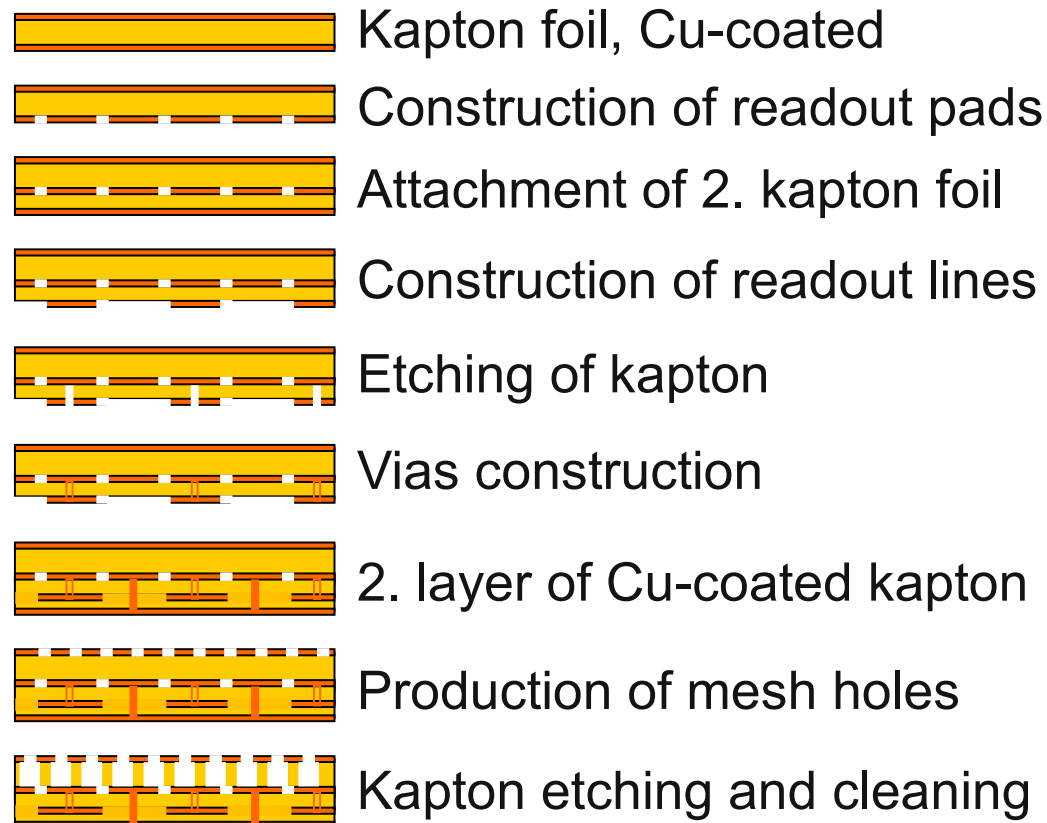 Kapton foil, Cu-coated
Construction of readout pads
Attachment of 2. kapton foil
Construction of readout lines
Etching of kapton
Vias construction
2. layer of Cu-coated kapton
Production of mesh holes
Kapton etching and cleaning